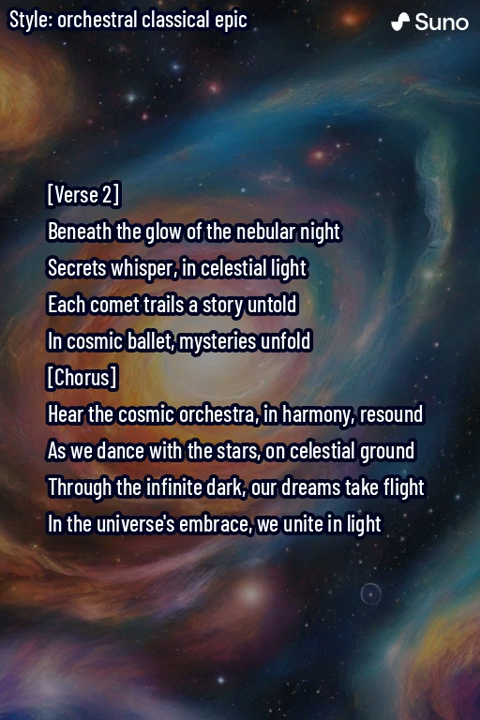 Style: orchestral classical epic
Suno
[Verse 2]
Beneath the glow of the nebular night
Secrets whisper, in celestial light
Each comet trails a story untold
In cosmic ballet, mysteries unfold
[Chorus]
Hear the cosmic orchestra, in harmony, resound
As we dance with the stars, on celestial ground
Through the infinite dark, our dreams take flight
In the universe's embrace, we unite in light